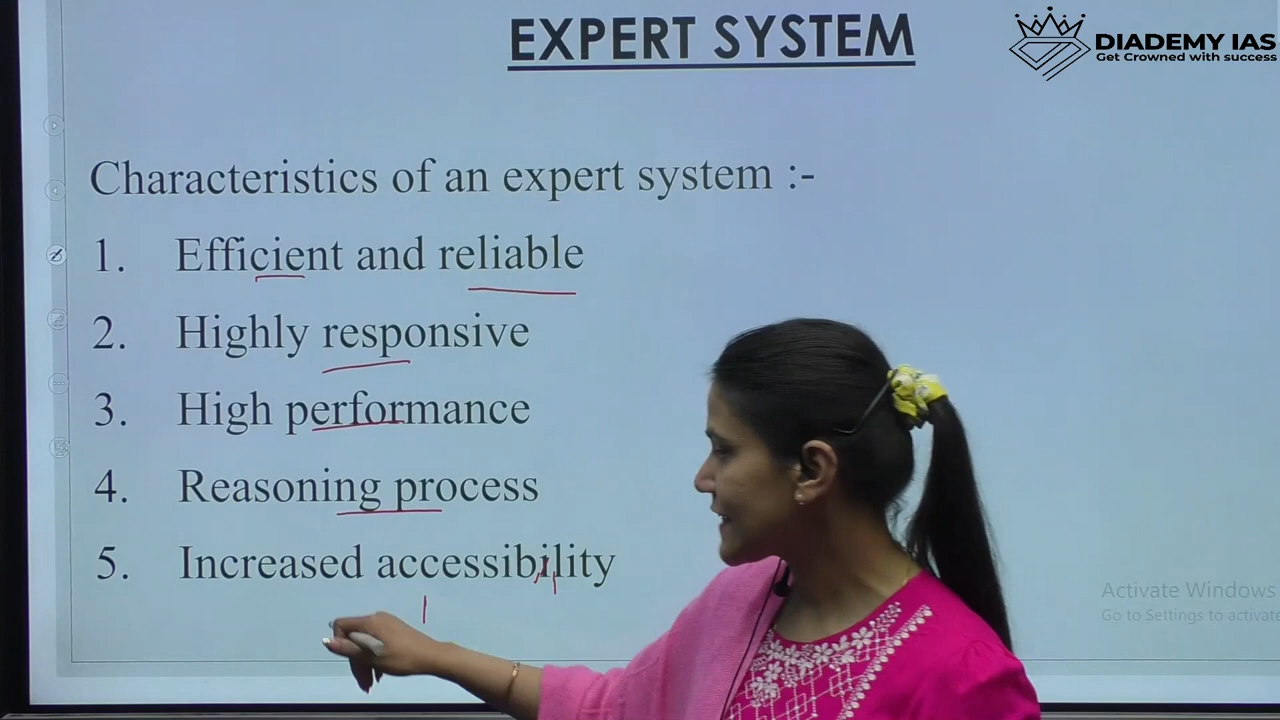 EXPERT SYSTEM
DIADEMY IAS
Get Crowned with success
Characteristics of an expert system :-
1. Efficient and reliable
2. Highly responsive
3. High performance
4. Reasoning process
5. Increased accessibility
Activate Windows
Go to Settings to activate